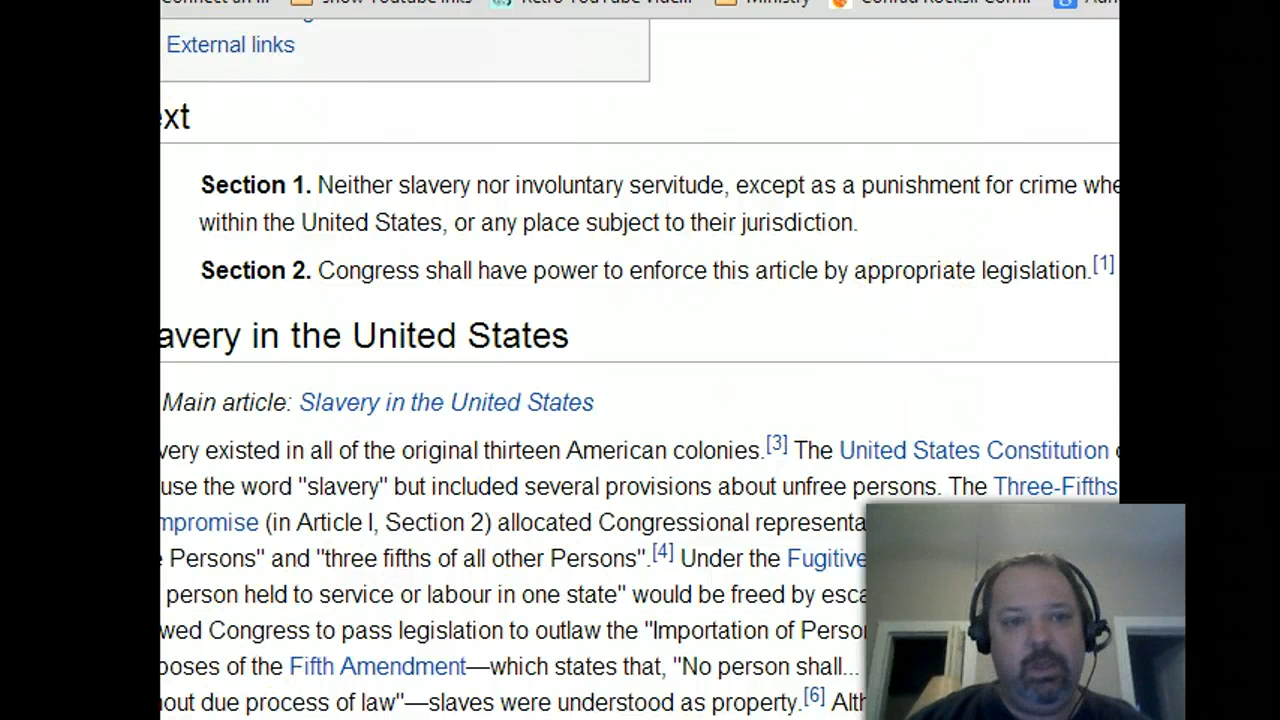 External links
ext
Section 1. Neither slavery nor involuntary servitude, except as a punishment for crime whe
within the United States, or any place subject to their jurisdiction.
Section 2. Congress shall have power to enforce this article by appropriate legislation.[1]
avery in the United States
Main article: Slavery in the United States
very existed in all of the original thirteen American colonies.[3] The United States Constitution
use the word "slavery" but included several provisions about unfree persons. The Three-Fifths
mpromise (in Article I, Section 2) allocated Congressional representa
Persons" and "three fifths of all other Persons".[4] Under the Fugitive
person held to service or labour in one state" would be freed by esca
wed Congress to pass legislation to outlaw the "Importation of Perso
poses of the Fifth Amendment—which states that, "No person shall...
out due process of law"—slaves were understood as property.[6] Alth